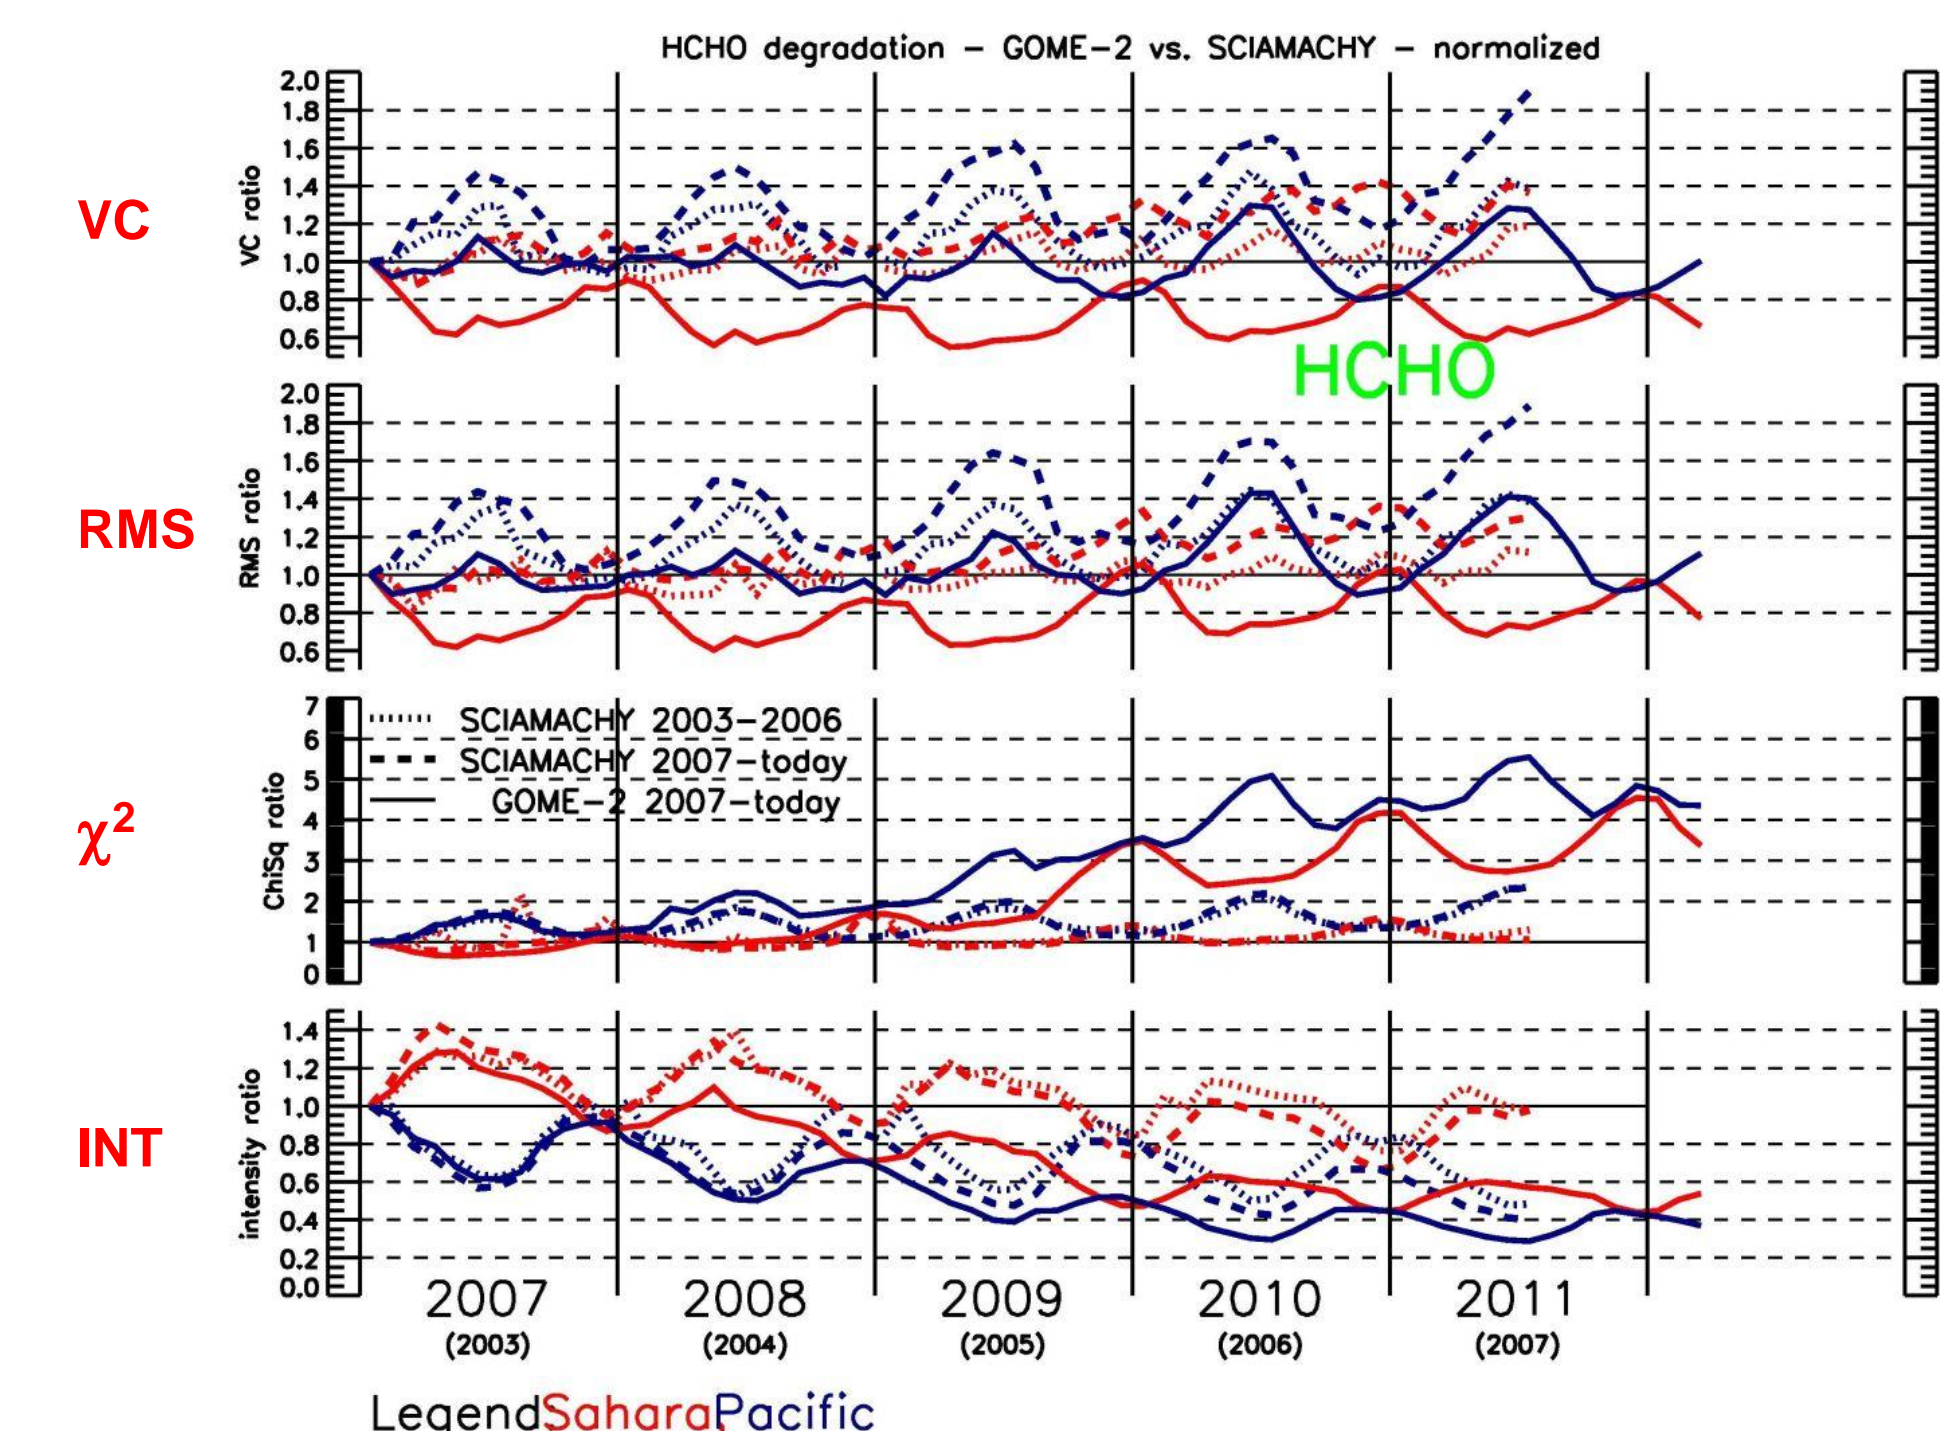 HCHO degradation – GOME–2 vs. SCIAMACHY – normalized
VC
VC ratio
2.0
1.8
1.6
1.4
1.2
1.0
0.8
0.6
HCHO
RMS
RMS ratio
2.0
1.8
1.6
1.4
1.2
1.0
0.8
0.6
χ²
ChiSq ratio
7
6
5
4
3
2
1
0
SCIAMACHY 2003–2006
SCIAMACHY 2007–today
GOME–2 2007–today
INT
intensity ratio
1.4
1.2
1.0
0.8
0.6
0.4
0.2
0.0
2007 2008 2009 2010 2011
(2003) (2004) (2005) (2006) (2007)
Legend Sahara Pacific